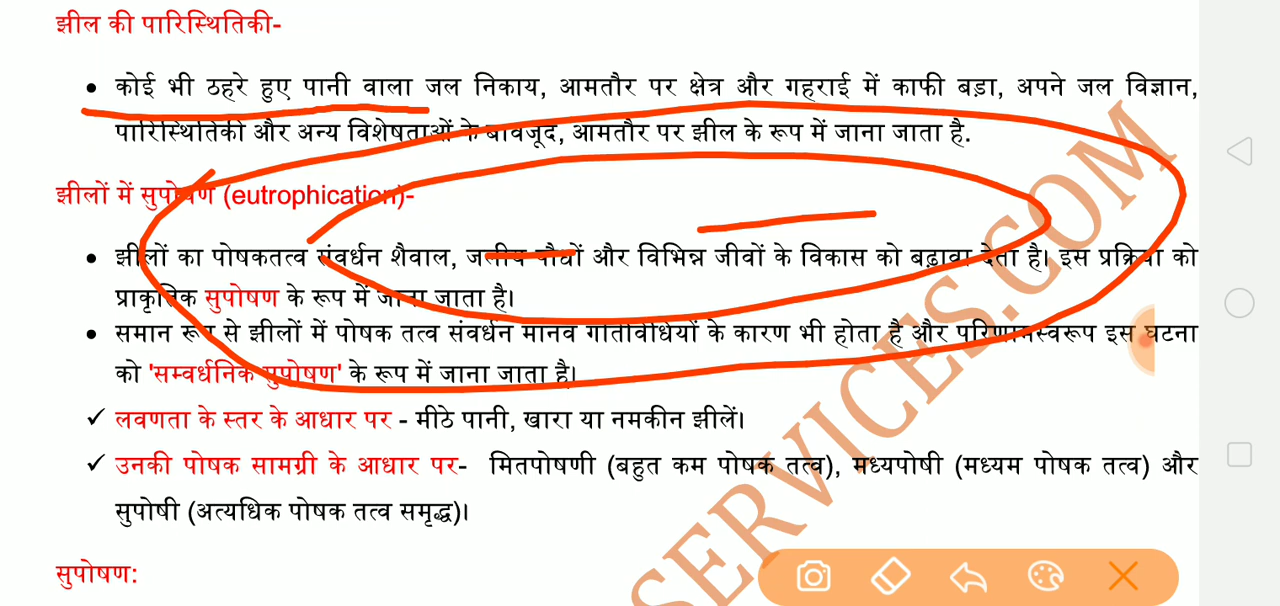 झील की पारिस्थितिकी-
• कोई भी ठहरे हुए पानी वाला जल निकाय, आमतौर पर क्षेत्र और गहराई में काफी बड़ा, अपने जल विज्ञान,
पारिस्थितिकी और अन्य विशेषताओं के बावजूद, आमतौर पर झील के रूप में जाना जाता है.
झीलों में सुपोषण (eutrophication)-
• झीलों का पोषकतत्व संवर्धन शैवाल, जलीय पौधों और विभिन्न जीवों के विकास को बढ़ावा देता है। इस प्रक्रिया को
प्राकृतिक सुपोषण के रूप में जाना जाता है।
• समान रूप से झीलों में पोषक तत्व संवर्धन मानव गतिविधियों के कारण भी होता है और परिणामस्वरूप इस घटना
को 'सम्वर्धनिक सुपोषण' के रूप में जाना जाता है।
✓ लवणता के स्तर के आधार पर - मीठे पानी, खारा या नमकीन झीलें।
✓ उनकी पोषक सामग्री के आधार पर- मितपोषणी (बहुत कम पोषक तत्व), मध्यपोषी (मध्यम पोषक तत्व) और
सुपोषी (अत्यधिक पोषक तत्व समृद्ध)।
सुपोषण:
SERVICES.COM